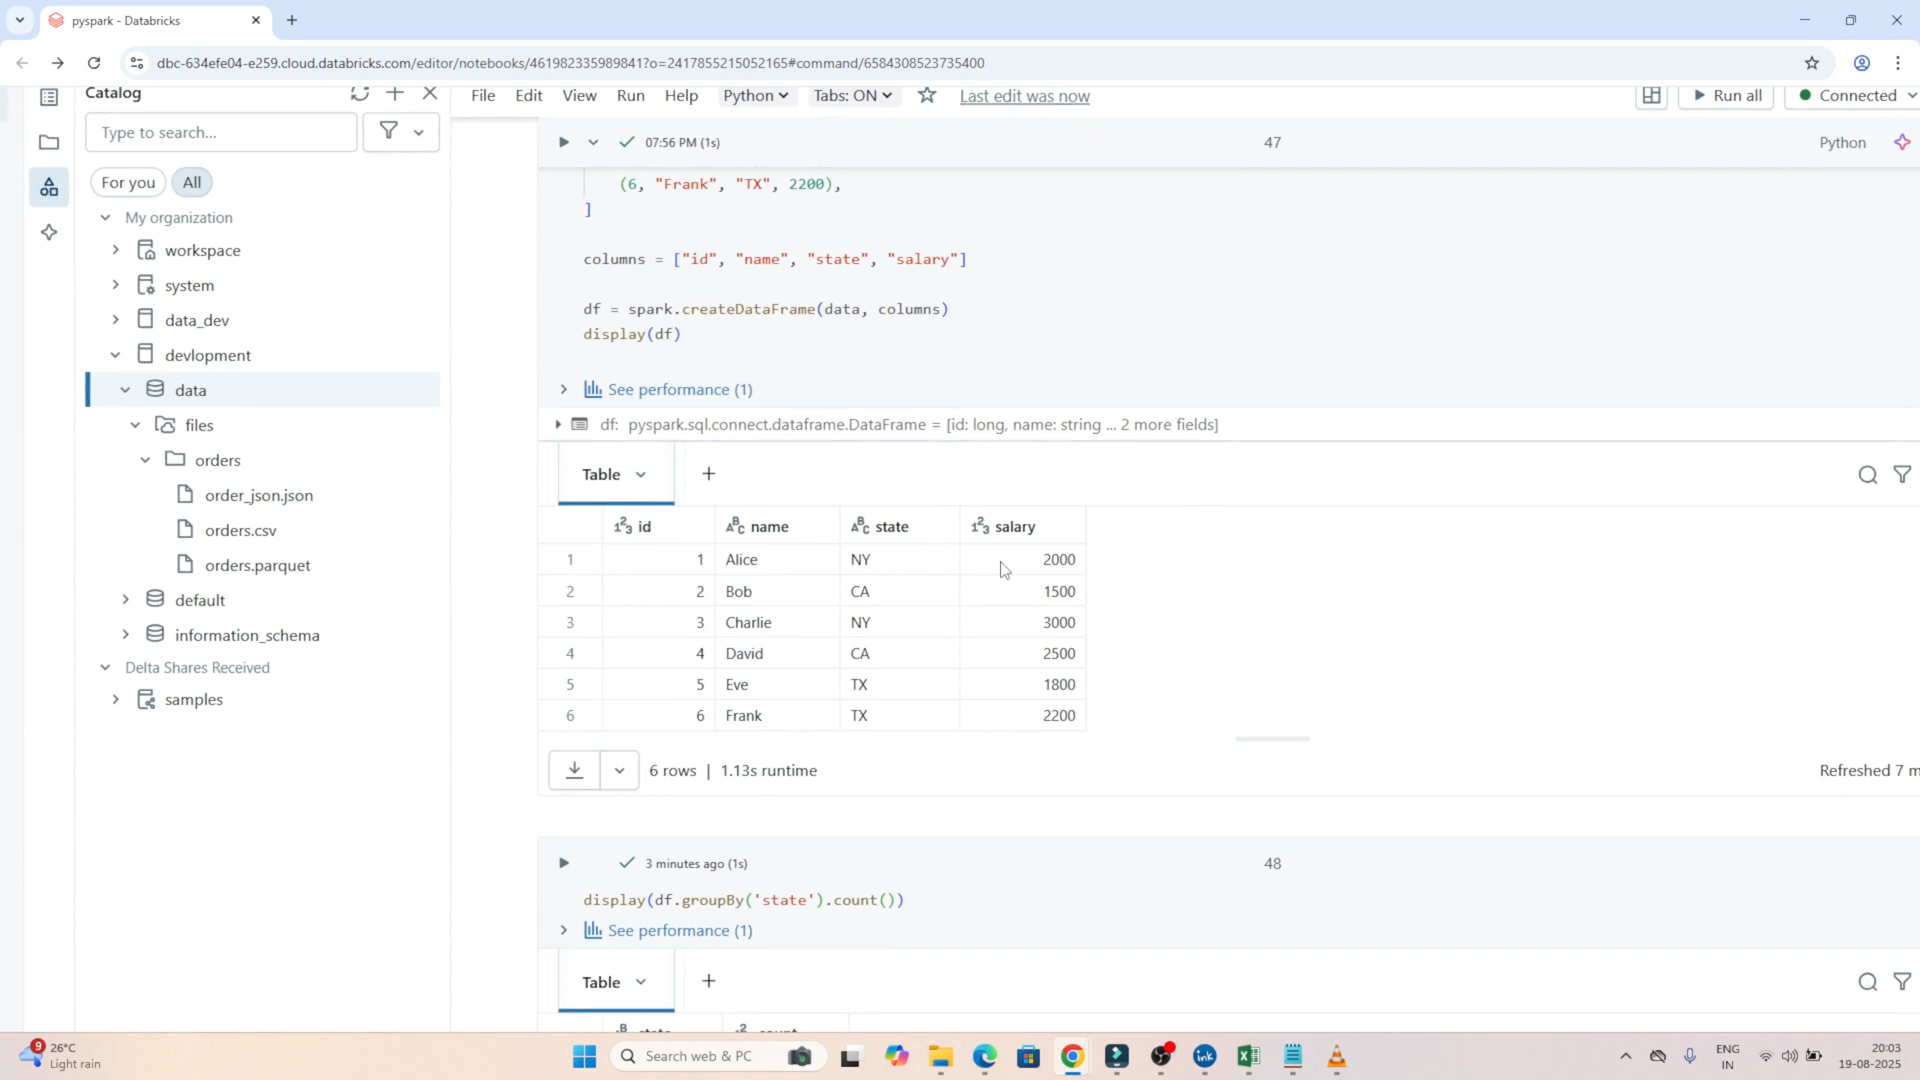 pyspark - Databricks
dbc-634efe04-e259.cloud.databricks.com/editor/notebooks/461982335989841?o=2417855215052165#command/6584308523735400
Catalog
File Edit View Run Help Python Tabs: ON Last edit was now
Run all Connected
Type to search...
For you All
My organization
workspace
system
data_dev
devlopment
data
files
orders
order_json.json
orders.csv
orders.parquet
default
information_schema
Delta Shares Received
samples
07:56 PM (1s) 47 Python
(6, "Frank", "TX", 2200),
]
columns = ["id", "name", "state", "salary"]
df = spark.createDataFrame(data, columns)
display(df)
See performance (1)
df: pyspark.sql.connect.dataframe.DataFrame = [id: long, name: string ... 2 more fields]
Table
id name state salary
1 1 Alice NY 2000
2 2 Bob CA 1500
3 3 Charlie NY 3000
4 4 David CA 2500
5 5 Eve TX 1800
6 6 Frank TX 2200
6 rows | 1.13s runtime
Refreshed 7 m
3 minutes ago (1s) 48
display(df.groupBy('state').count())
See performance (1)
Table
9
26°C
Light rain
Search web & PC
ink
ENG
IN
20:03
19-08-2025